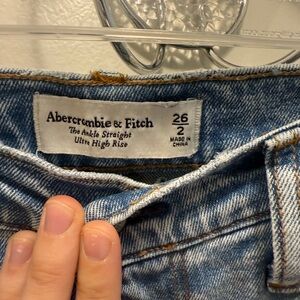 Abercrombie & Fitch
The Ankle Straight
Ultra High Rise
26
2
MADE IN
CHINA